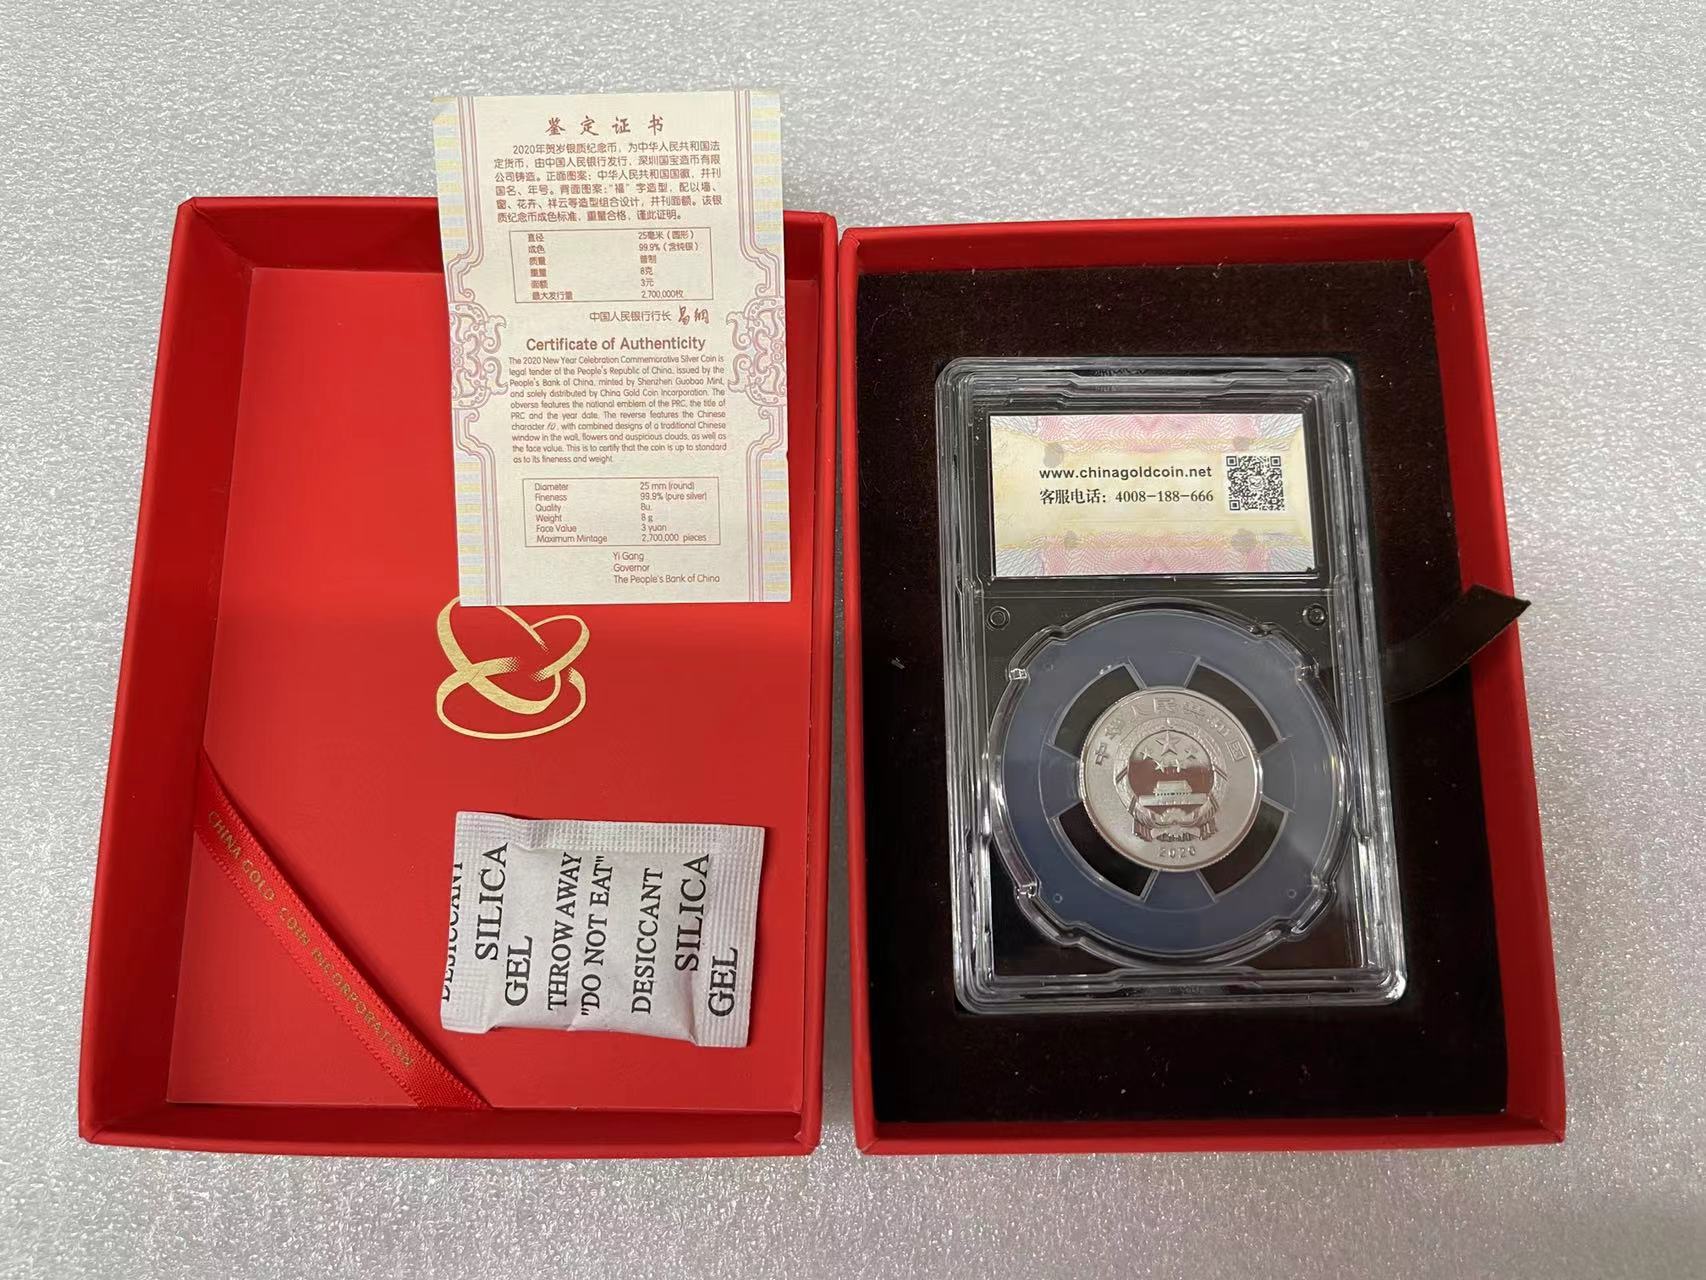 鉴定证书
2020年贺岁银质纪念币，为中华人民共和国法
定货币，由中国人民银行发行，深圳国宝造币有限
公司铸造。正面图案：中华人民共和国国徽，并刊
国名、年号。背面图案：“福”字造型，配以墙、
窗、花卉、祥云等造型组合设计，并刊面额。该银
质纪念币成色标准，重量合格，谨此证明。
直径 25毫米（圆形）
成色 99.9%（含纯银）
质量 普制
重量 8克
面额 3元
最大发行量 2,700,000枚
中国人民银行行长 易纲
Certificate of Authenticity
The 2020 New Year Celebration Commemorative Silver Coin is
legal tender of the People's Republic of China, issued by the
People's Bank of China, minted by Shenzhen Guobao Mint,
and solely distributed by China Gold Coin Incorporation. The
obverse features the national emblem of the PRC, the title of
PRC and the year date. The reverse features the Chinese
character fu, with combined designs of a traditional Chinese
window in the wall, flowers and auspicious clouds, as well as
the face value. This is to certify that the coin is up to standard
as to its fineness and weight.
Diameter 25 mm (round)
Fineness 99.9% (pure silver)
Quality Bu.
Weight 8 g
Face Value 3 yuan
Maximum Mintage 2,700,000 pieces
Yi Gang
Governor
The People's Bank of China
CHINA GOLD COIN INCORPORATION
DESICCANT
SILICA
GEL
THROW AWAY
"DO NOT EAT"
DESICCANT
SILICA
GEL
www.chinagoldcoin.net
客服电话：4008-188-666
中华人民共和国
2020